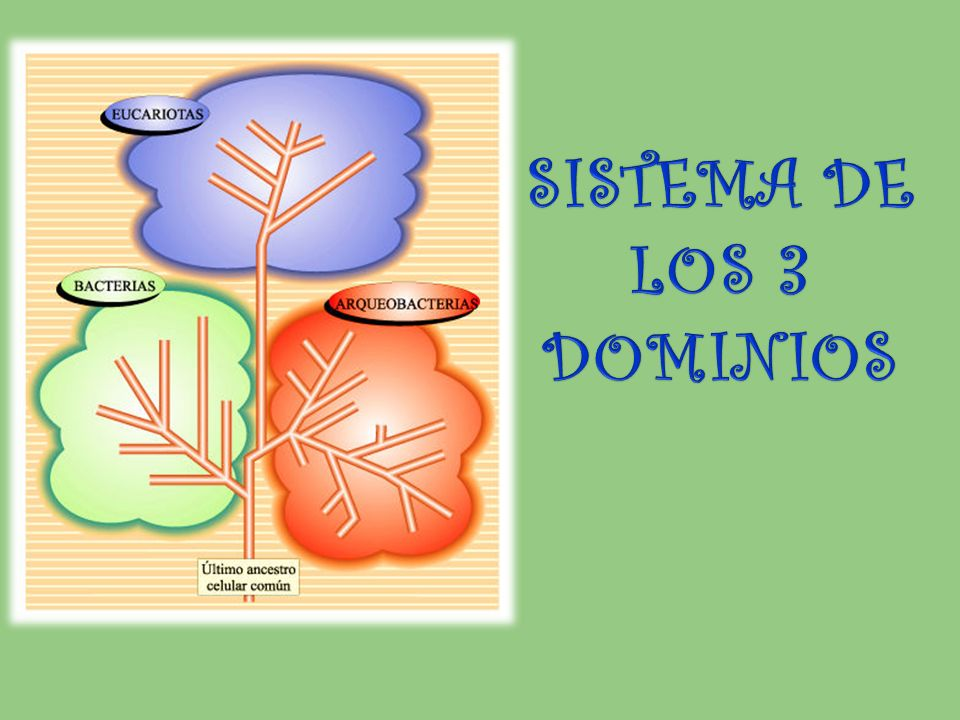 EUCARIOTAS
BACTERIAS
ARQUEOBACTERIAS
Último ancestro
celular común
SISTEMA DE
LOS 3
DOMINIOS